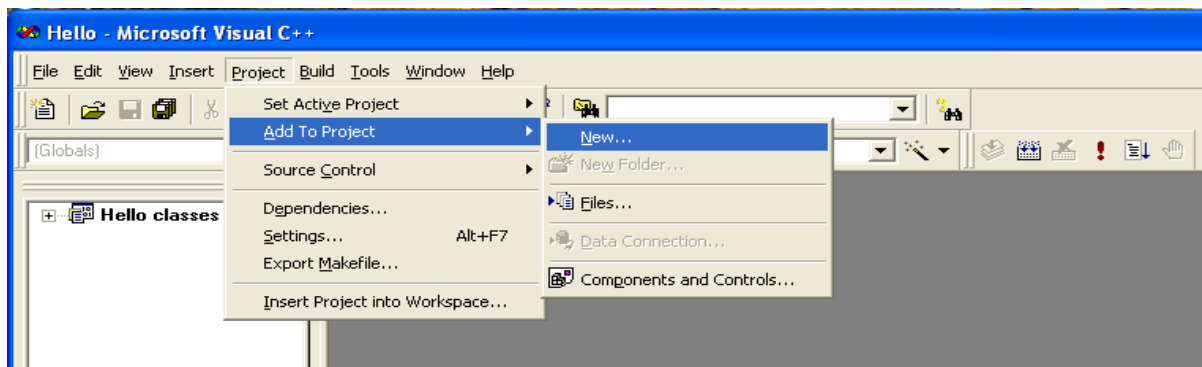 Hello - Microsoft Visual C++
File Edit View Insert Project Build Tools Window Help
Set Active Project
Add To Project
Source Control
Dependencies...
Settings... Alt+F7
Export Makefile...
Insert Project into Workspace...
New...
New Folder...
Files...
Data Connection...
Components and Controls...
(Globals)
Hello classes